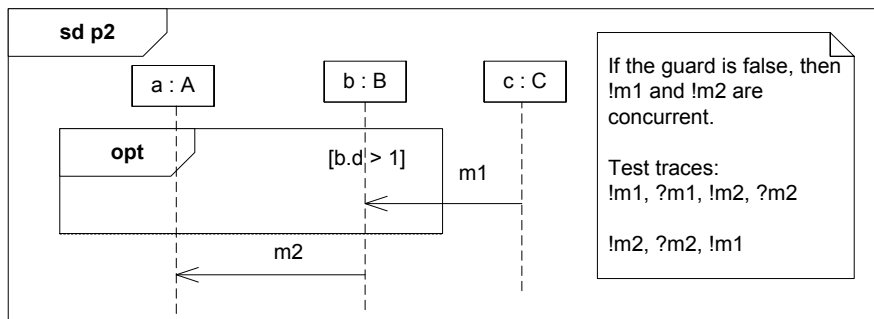 sd p2
a : A
b : B
c : C
opt
[b.d > 1]
m1
m2
If the guard is false, then
!m1 and !m2 are
concurrent.
Test traces:
!m1, ?m1, !m2, ?m2
!m2, ?m2, !m1